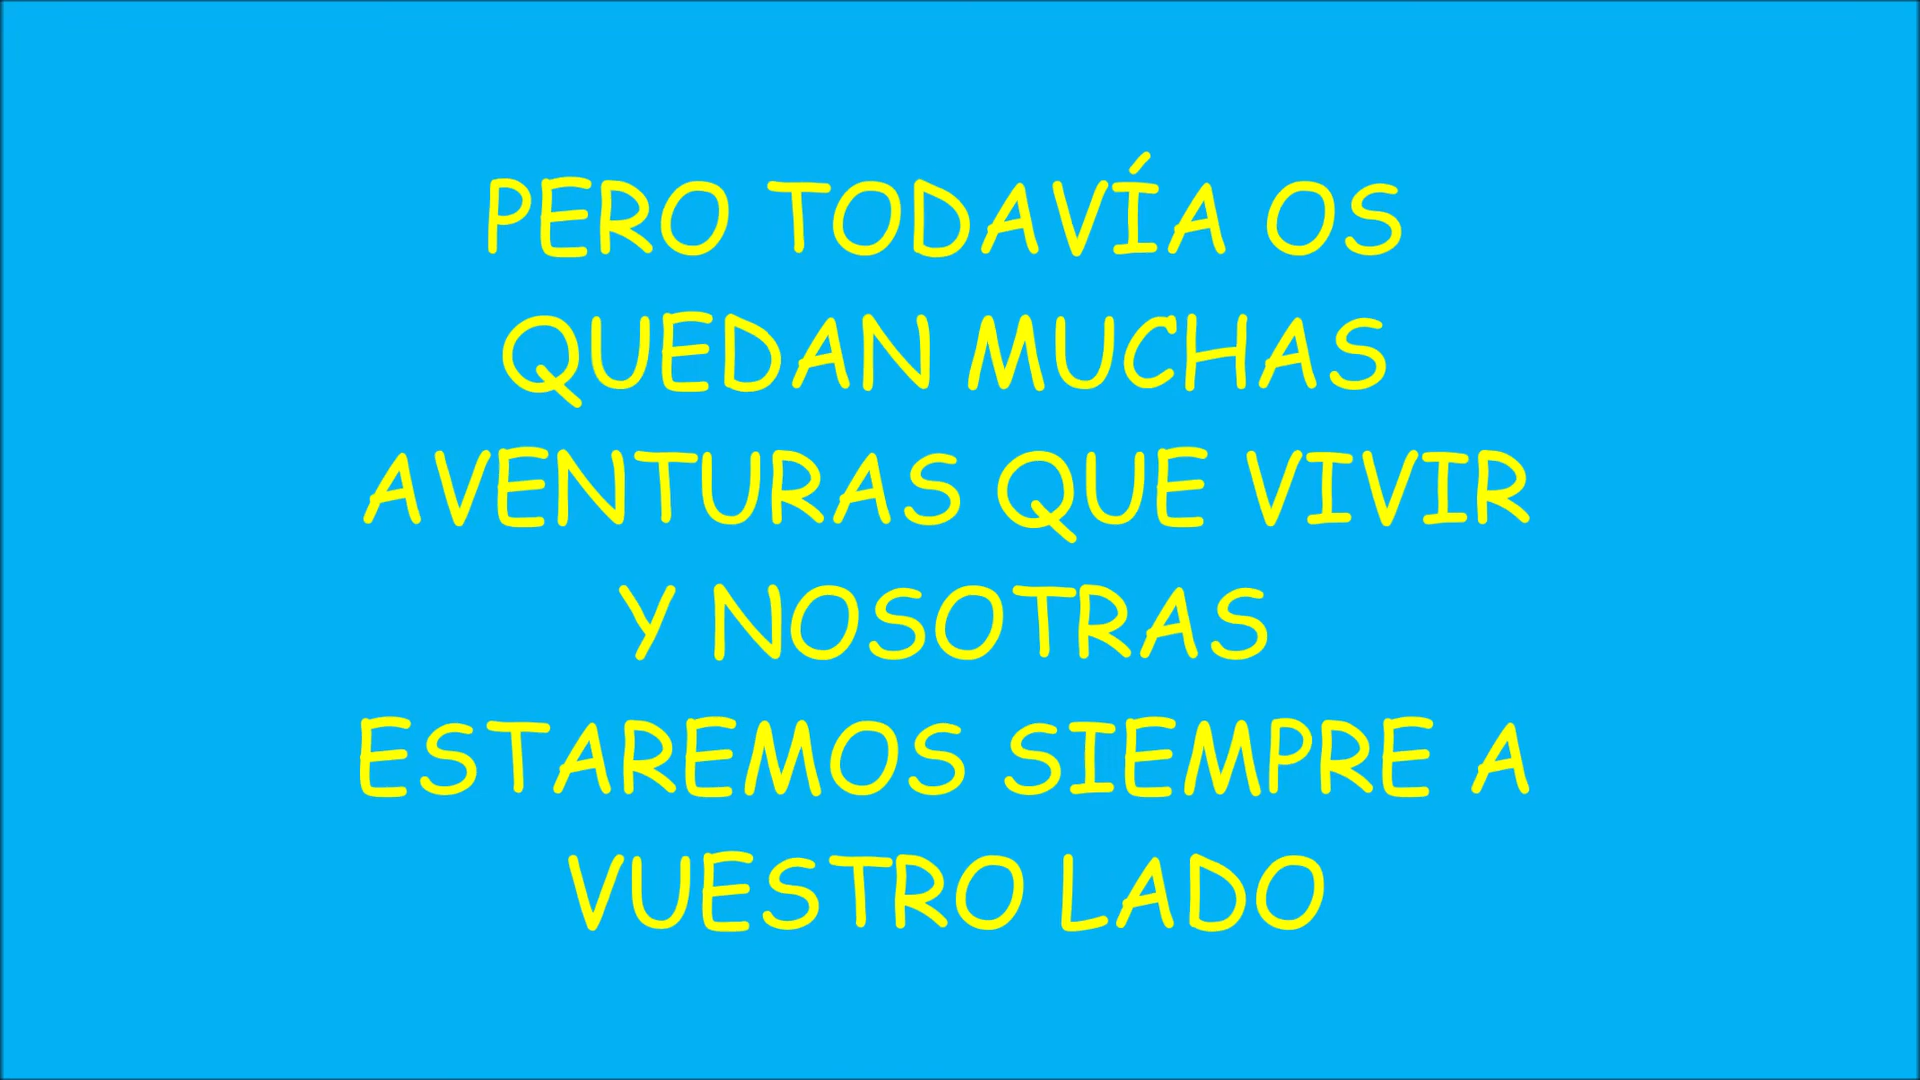 PERO TODAVÍA OS
QUEDAN MUCHAS
AVENTURAS QUE VIVIR
Y NOSOTRAS
ESTAREMOS SIEMPRE A
VUESTRO LADO